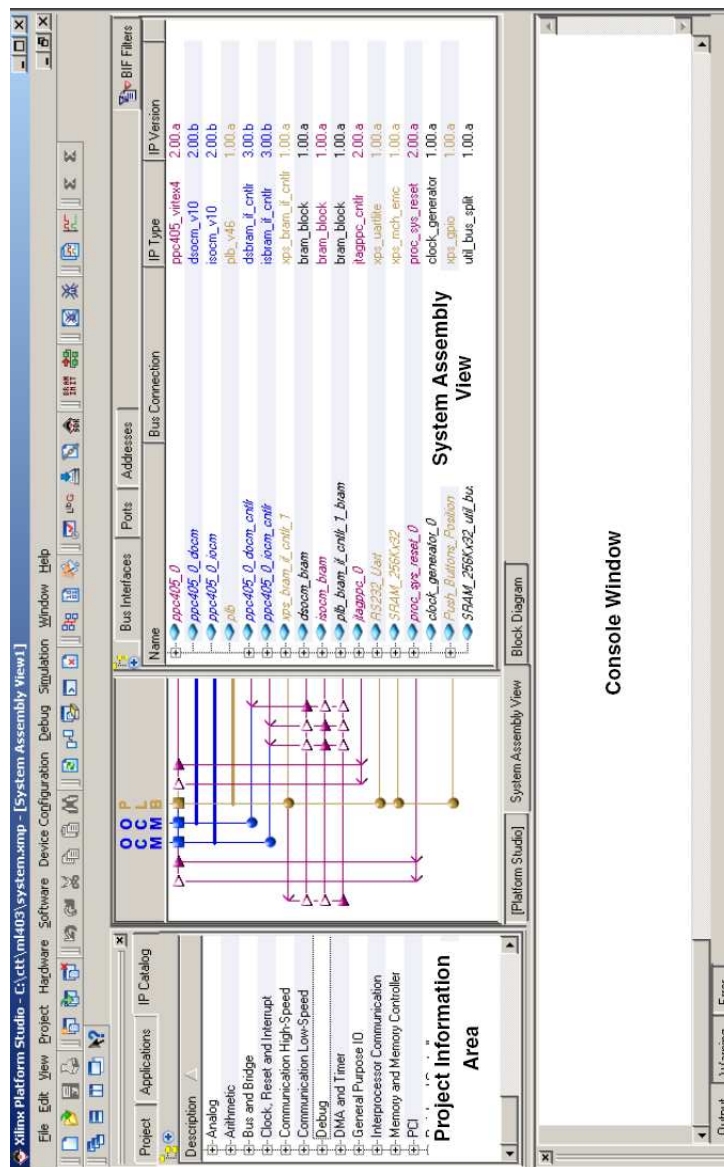 Xilinx Platform Studio - C:\ctt\ml403\system.xmp - [System Assembly View1]
File Edit View Project Hardware Software Device Configuration Debug Simulation Window Help
Project
Applications
IP Catalog
Description
Analog
Arithmetic
Bus and Bridge
Clock, Reset and Interrupt
Communication High-Speed
Communication Low-Speed
Debug
DMA and Timer
General Purpose IO
Interprocessor Communication
Memory and Memory Controller
PCI
Project Information
Area
O O P
C C L
M M B
Bus Interfaces
Ports
Addresses
BIF Filters
Name Bus Connection IP Type IP Version
ppc405_0 ppc405_virtex4 2.00.a
ppc405_0_docm dsocm_v10 2.00.b
ppc405_0_iocm isocm_v10 2.00.b
plb plb_v46 1.00.a
ppc405_0_docm_cntlr dsbram_if_cntlr 3.00.b
ppc405_0_iocm_cntlr isbram_if_cntlr 3.00.b
xps_bram_if_cntlr_1 xps_bram_if_cntlr 1.00.a
dsocm_bram bram_block 1.00.a
isocm_bram bram_block 1.00.a
plb_bram_if_cntlr_1_bram bram_block 1.00.a
jtagppc_0 jtagppc_cntlr 2.00.a
RS232_Uart xps_uartlite 1.00.a
SRAM_256Kx32 xps_mch_emc 1.00.a
proc_sys_reset_0 proc_sys_reset 2.00.a
clock_generator_0 clock_generator 1.00.a
Push_Buttons_Position xps_gpio 1.00.a
SRAM_256Kx32_util_bu. util_bus_split 1.00.a
System Assembly
View
[Platform Studio]
System Assembly View
Block Diagram
Console Window
Output Warning Error